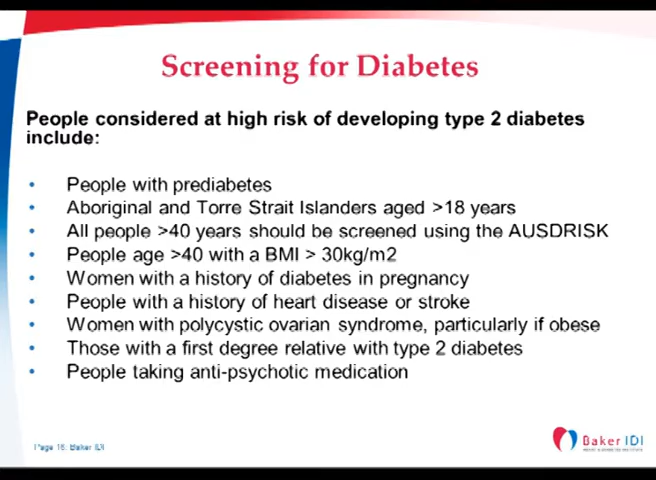 Screening for Diabetes
People considered at high risk of developing type 2 diabetes
include:
• People with prediabetes
• Aboriginal and Torre Strait Islanders aged >18 years
• All people >40 years should be screened using the AUSDRISK
• People age >40 with a BMI > 30kg/m2
• Women with a history of diabetes in pregnancy
• People with a history of heart disease or stroke
• Women with polycystic ovarian syndrome, particularly if obese
• Those with a first degree relative with type 2 diabetes
• People taking anti-psychotic medication
Page 16: Baker IDI
Baker IDI